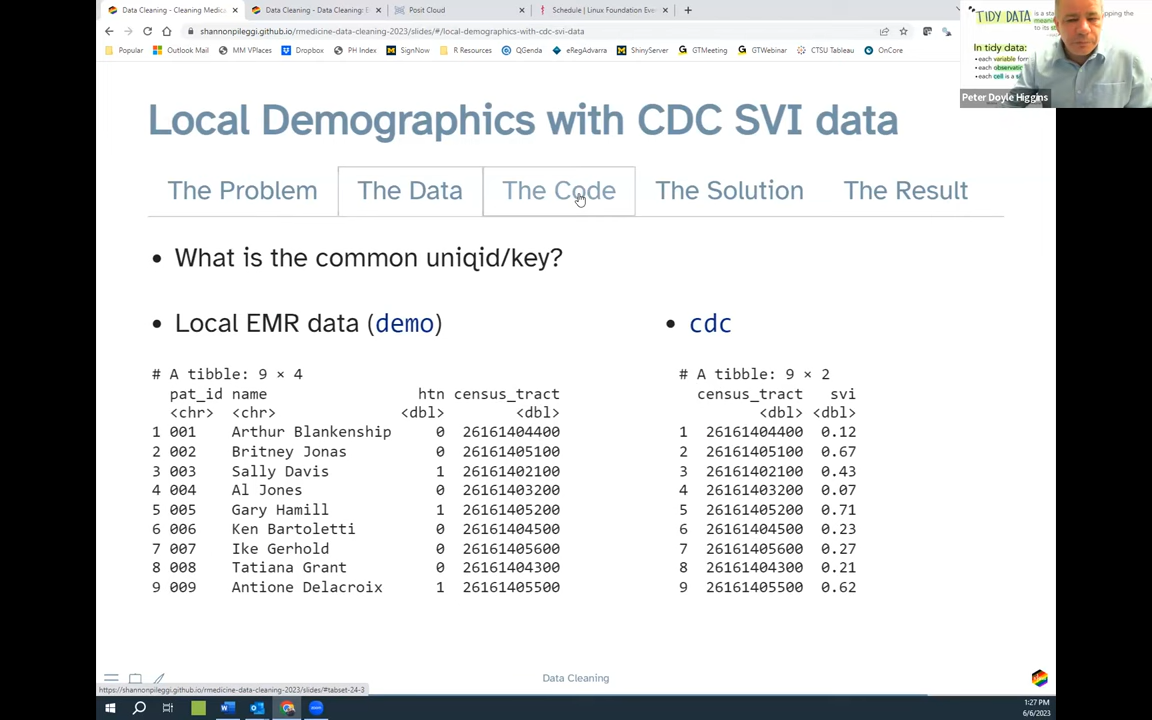 Data Cleaning - Cleaning Medica
Data Cleaning - Data Cleaning: E
Posit Cloud
Schedule | Linux Foundation Eve
shannonpileggi.github.io/rmedicine-data-cleaning-2023/slides/#/local-demographics-with-cdc-svi-data
Popular
Outlook Mail
MM VPlaces
Dropbox
PH Index
SignNow
R Resources
QnSub
eRegAdvarra
ShinyServer
GTMeeting
GTWebinar
CTSU Tableau
OnCore
TIDY DATA
In tidy data:
• each variable for
• each observatio
• each cell is a s
Peter Doyle Higgins
Local Demographics with CDC SVI data
The Problem
The Data
The Code
The Solution
The Result
• What is the common uniqid/key?
• Local EMR data (demo)
# A tibble: 9 × 4
pat_id name htn census_tract
<chr> <chr> <dbl> <dbl>
1 001 Arthur Blankenship 0 26161404400
2 002 Britney Jonas 0 26161405100
3 003 Sally Davis 1 26161402100
4 004 Al Jones 0 26161403200
5 005 Gary Hamill 1 26161405200
6 006 Ken Bartoletti 0 26161404500
7 007 Ike Gerhold 0 26161405600
8 008 Tatiana Grant 0 26161404300
9 009 Antione Delacroix 1 26161405500
• cdc
# A tibble: 9 × 2
census_tract svi
<dbl> <dbl>
1 26161404400 0.12
2 26161405100 0.67
3 26161402100 0.43
4 26161403200 0.07
5 26161405200 0.71
6 26161404500 0.23
7 26161405600 0.27
8 26161404300 0.21
9 26161405500 0.62
Data Cleaning
https://shannonpileggi.github.io/rmedicine-data-cleaning-2023/slides/#tabset-24-3
1:27 PM
6/6/2023